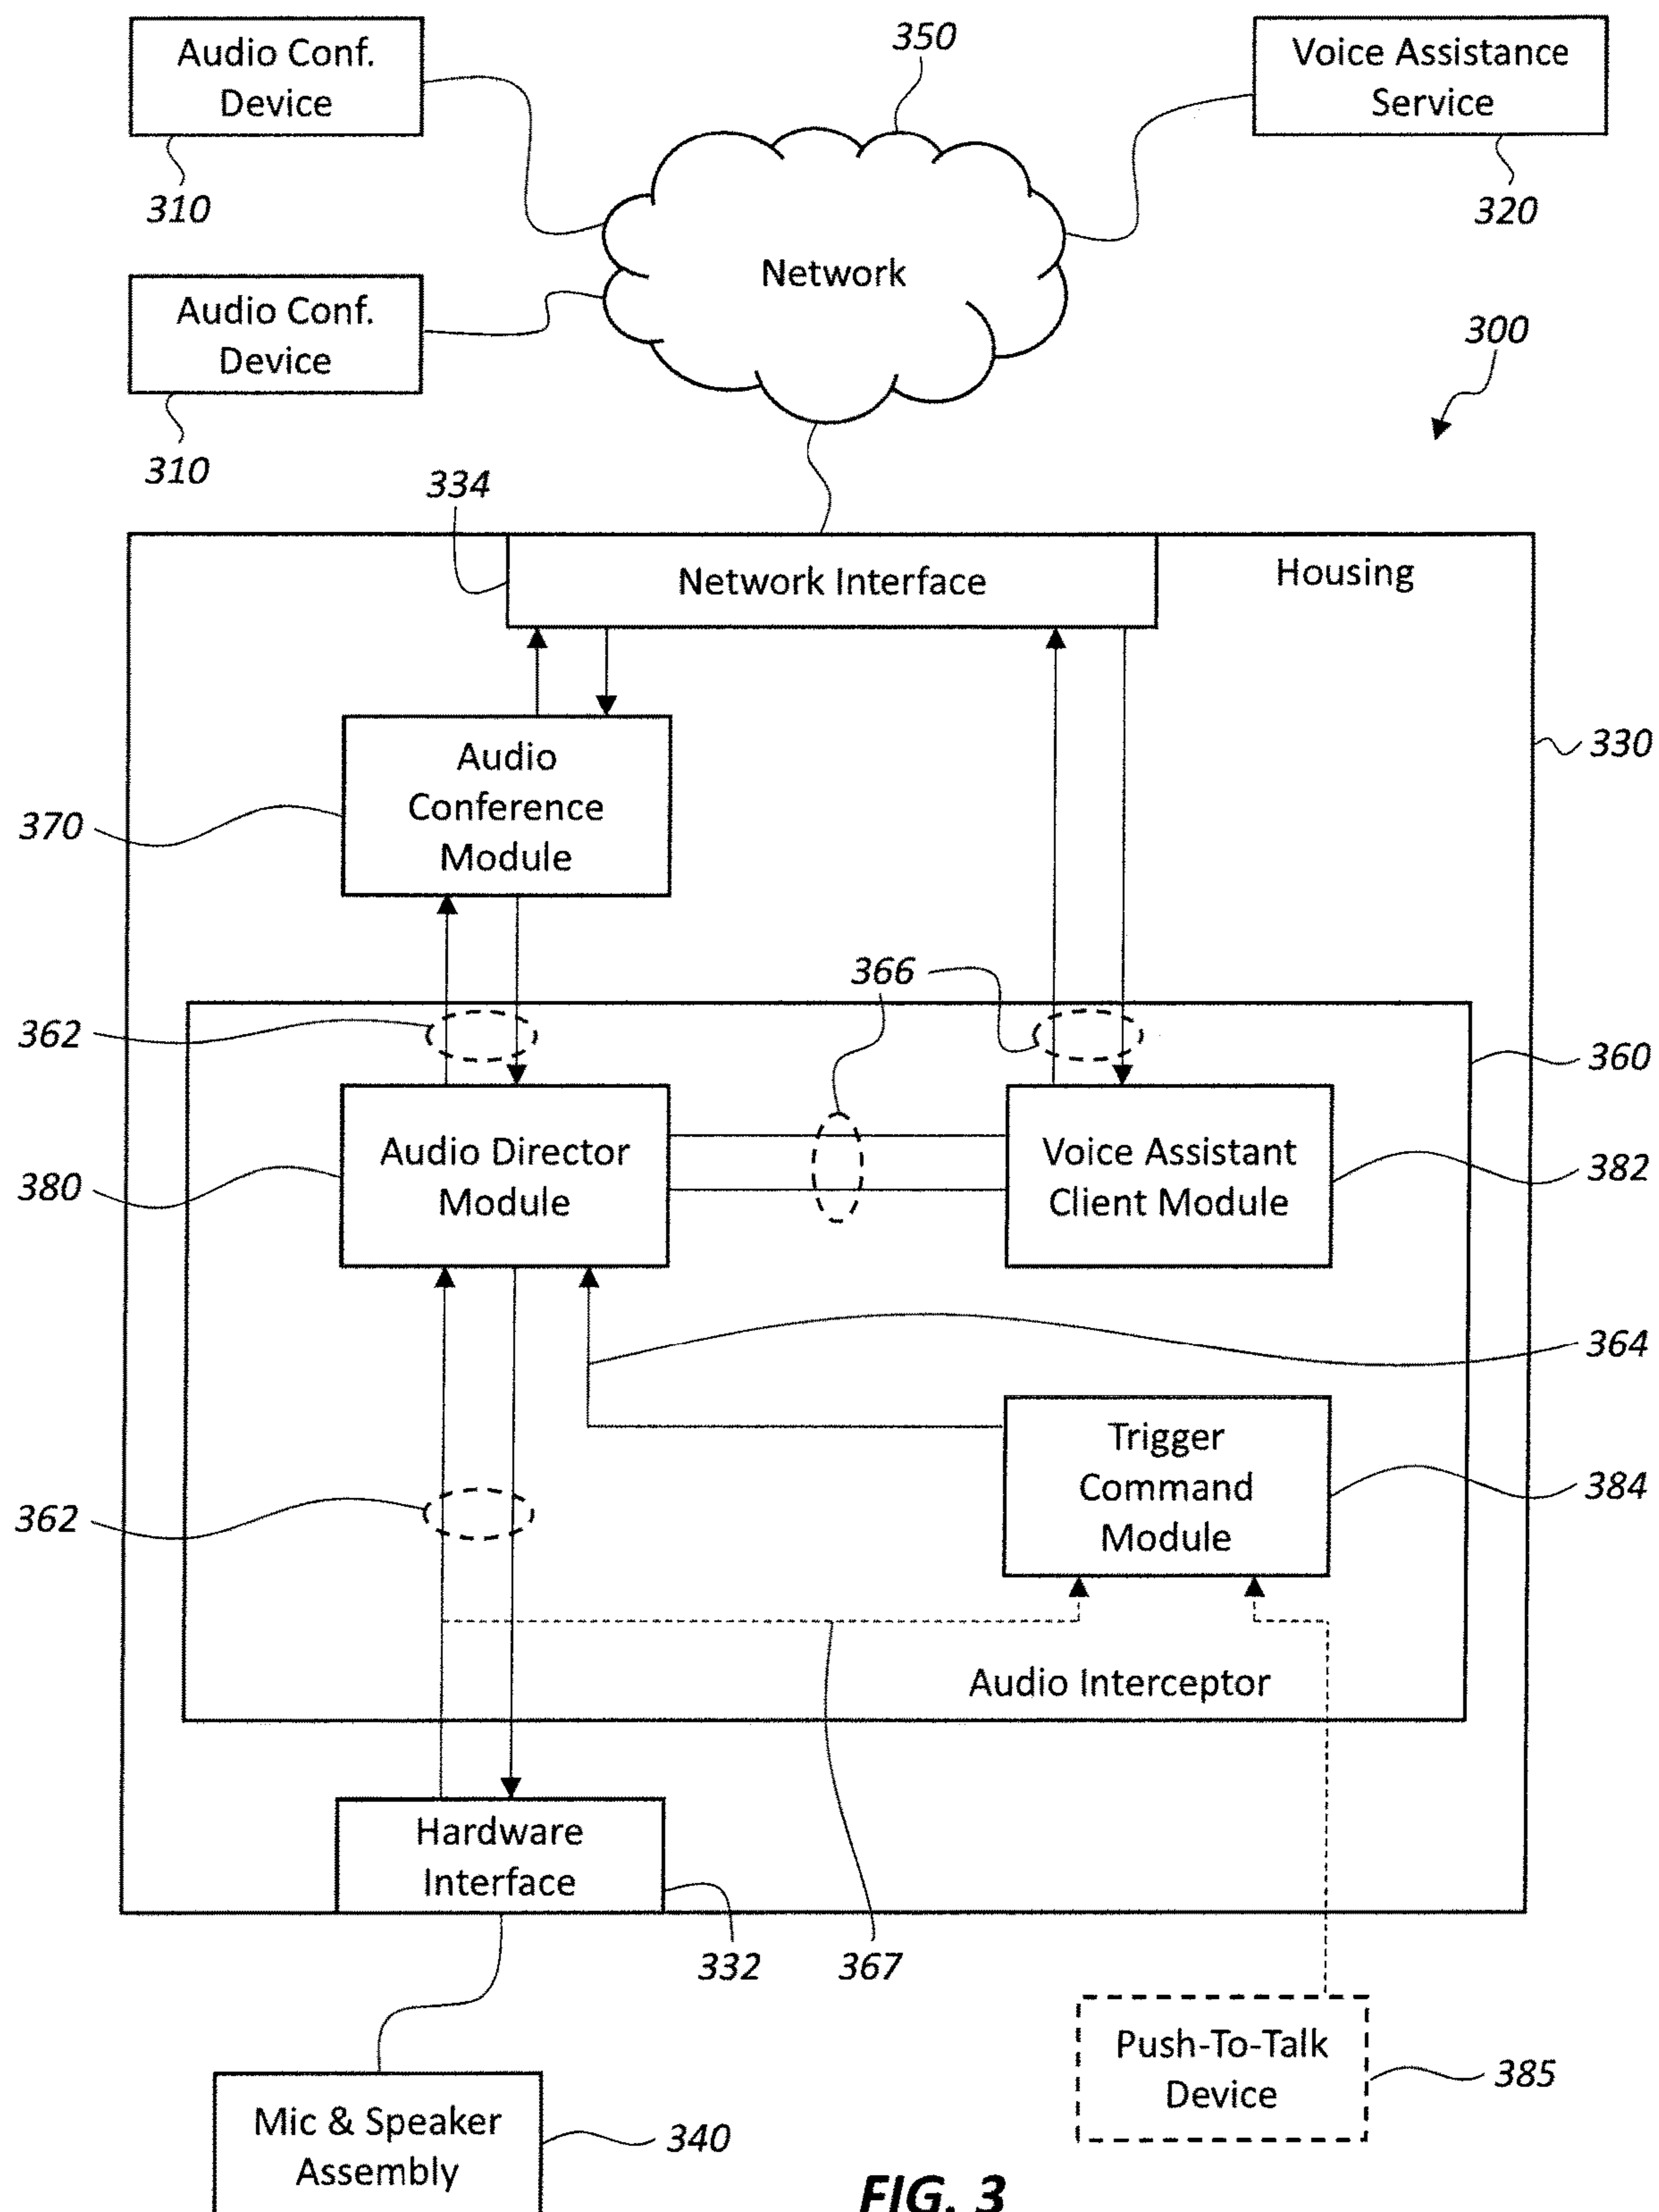 Audio Conf.
Device
310
350
Voice Assistance
Service
320
Network
Audio Conf.
Device
310
300
334
Network Interface
Housing
330
Audio
Conference
Module
370
366
362
360
Audio Director
Module
380
Voice Assistant
Client Module
382
364
Trigger
Command
Module
384
362
Audio Interceptor
Hardware
Interface
332
367
Push-To-Talk
Device
385
Mic & Speaker
Assembly
340
FIG. 3